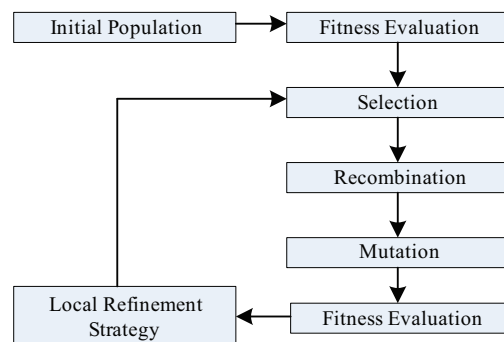 Initial Population
Fitness Evaluation
Selection
Recombination
Mutation
Fitness Evaluation
Local Refinement
Strategy